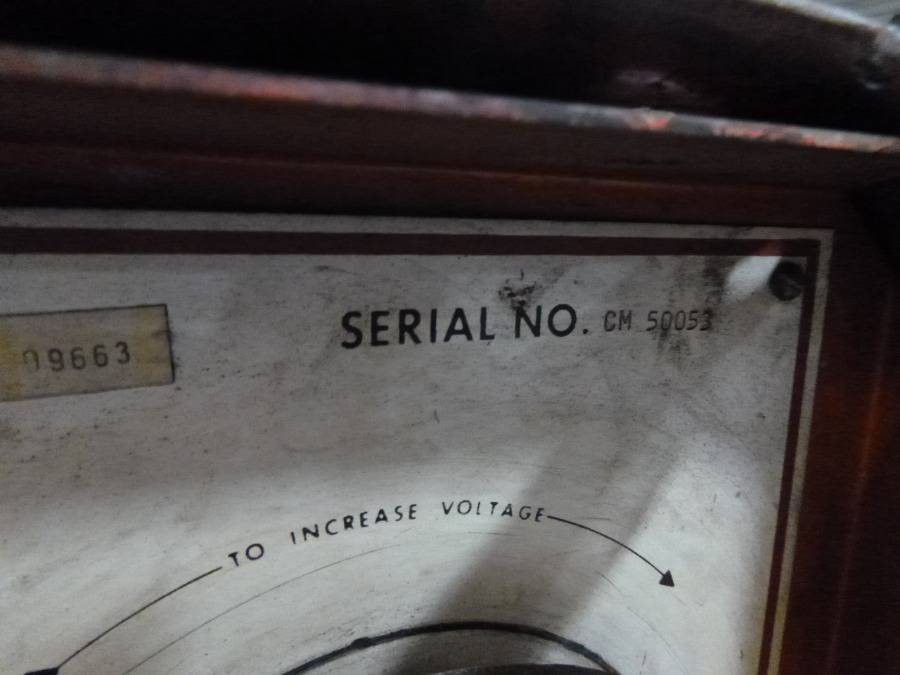 SERIAL NO. CM 50053
09663
TO INCREASE VOLTAGE